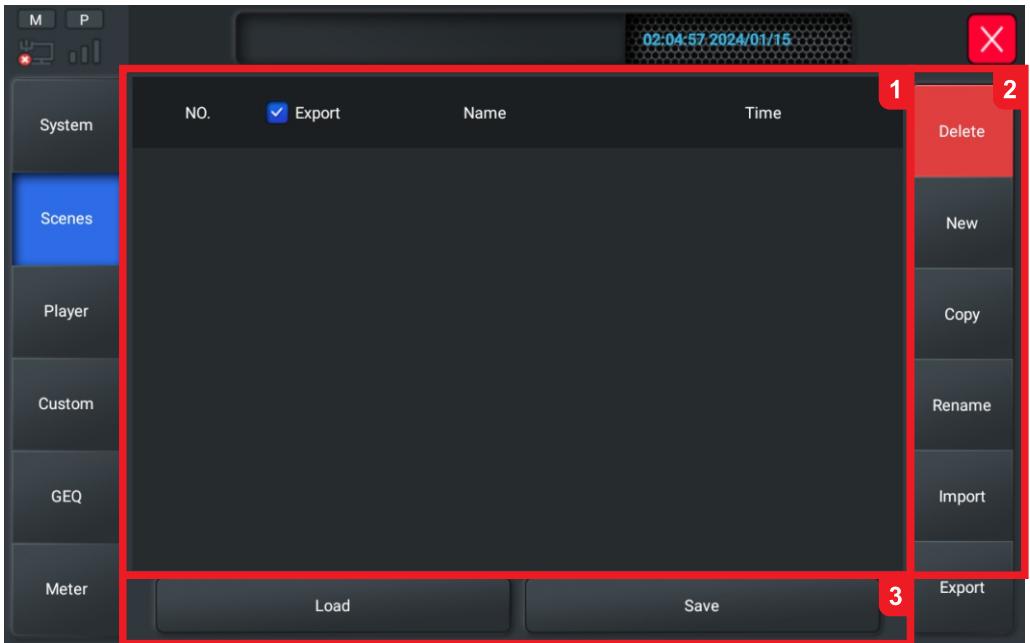 M P
02:04:57 2024/01/15
System
Scenes
Player
Custom
GEQ
Meter
NO. Export Name Time
1
2
Delete
New
Copy
Rename
Import
Export
Load Save
3